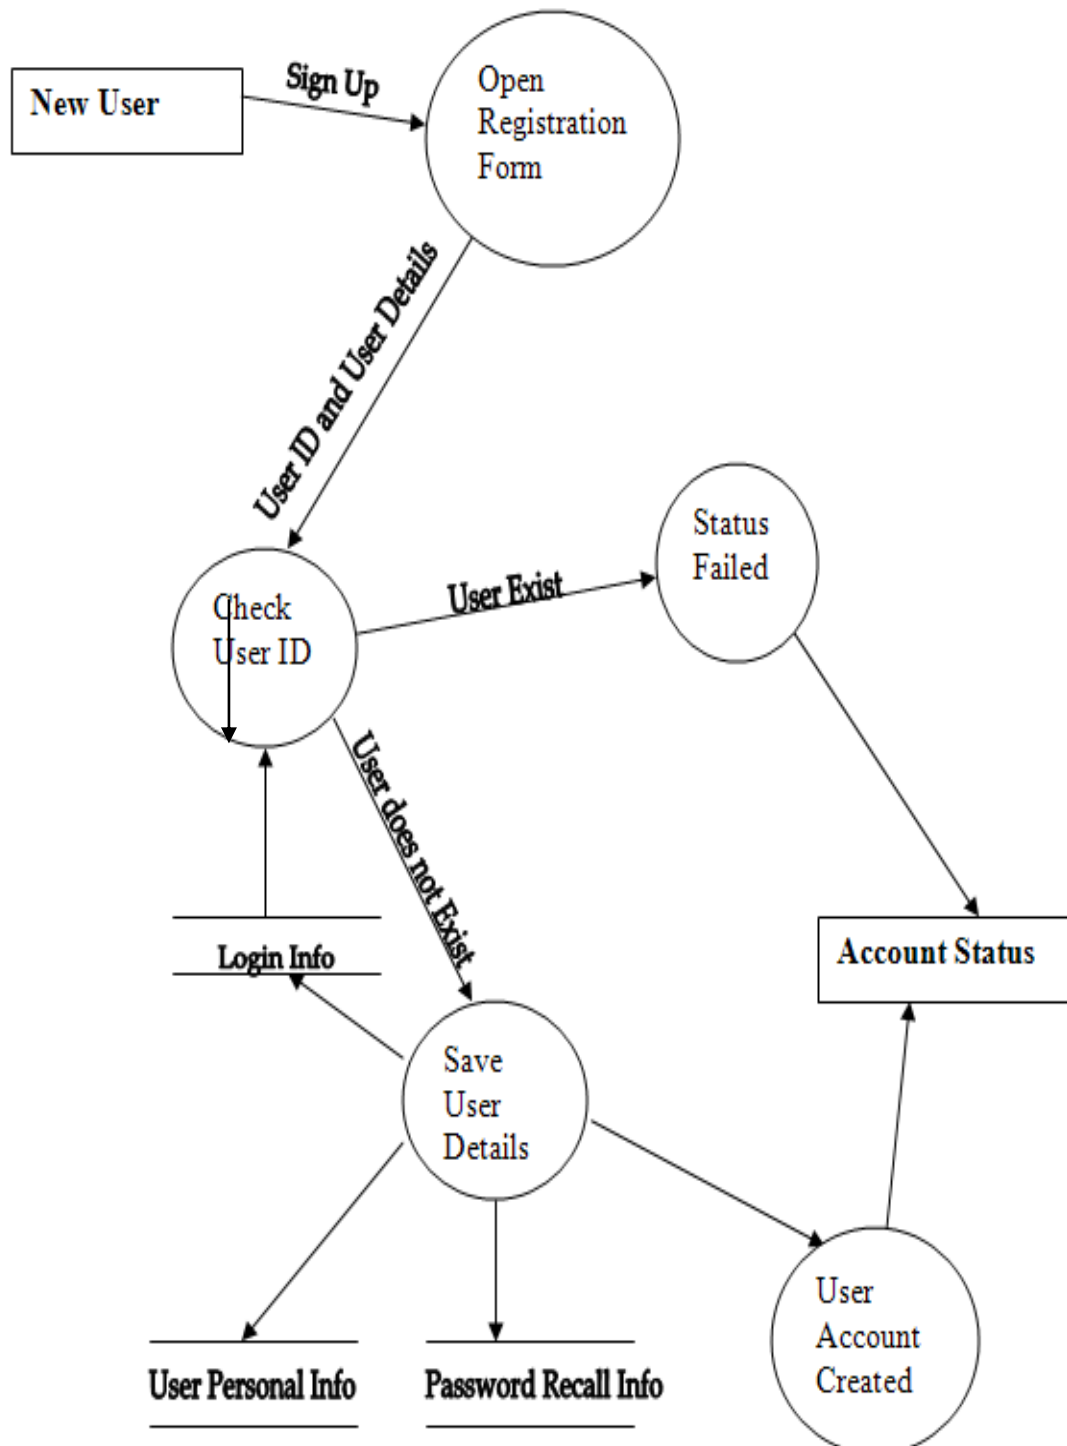 New User
Sign Up
Open
Registration
Form
User ID and User Details
Status
Failed
User Exist
Check
User ID
User does not Exist
Login Info
Account Status
Save
User
Details
User
Account
Created
User Personal Info
Password Recall Info